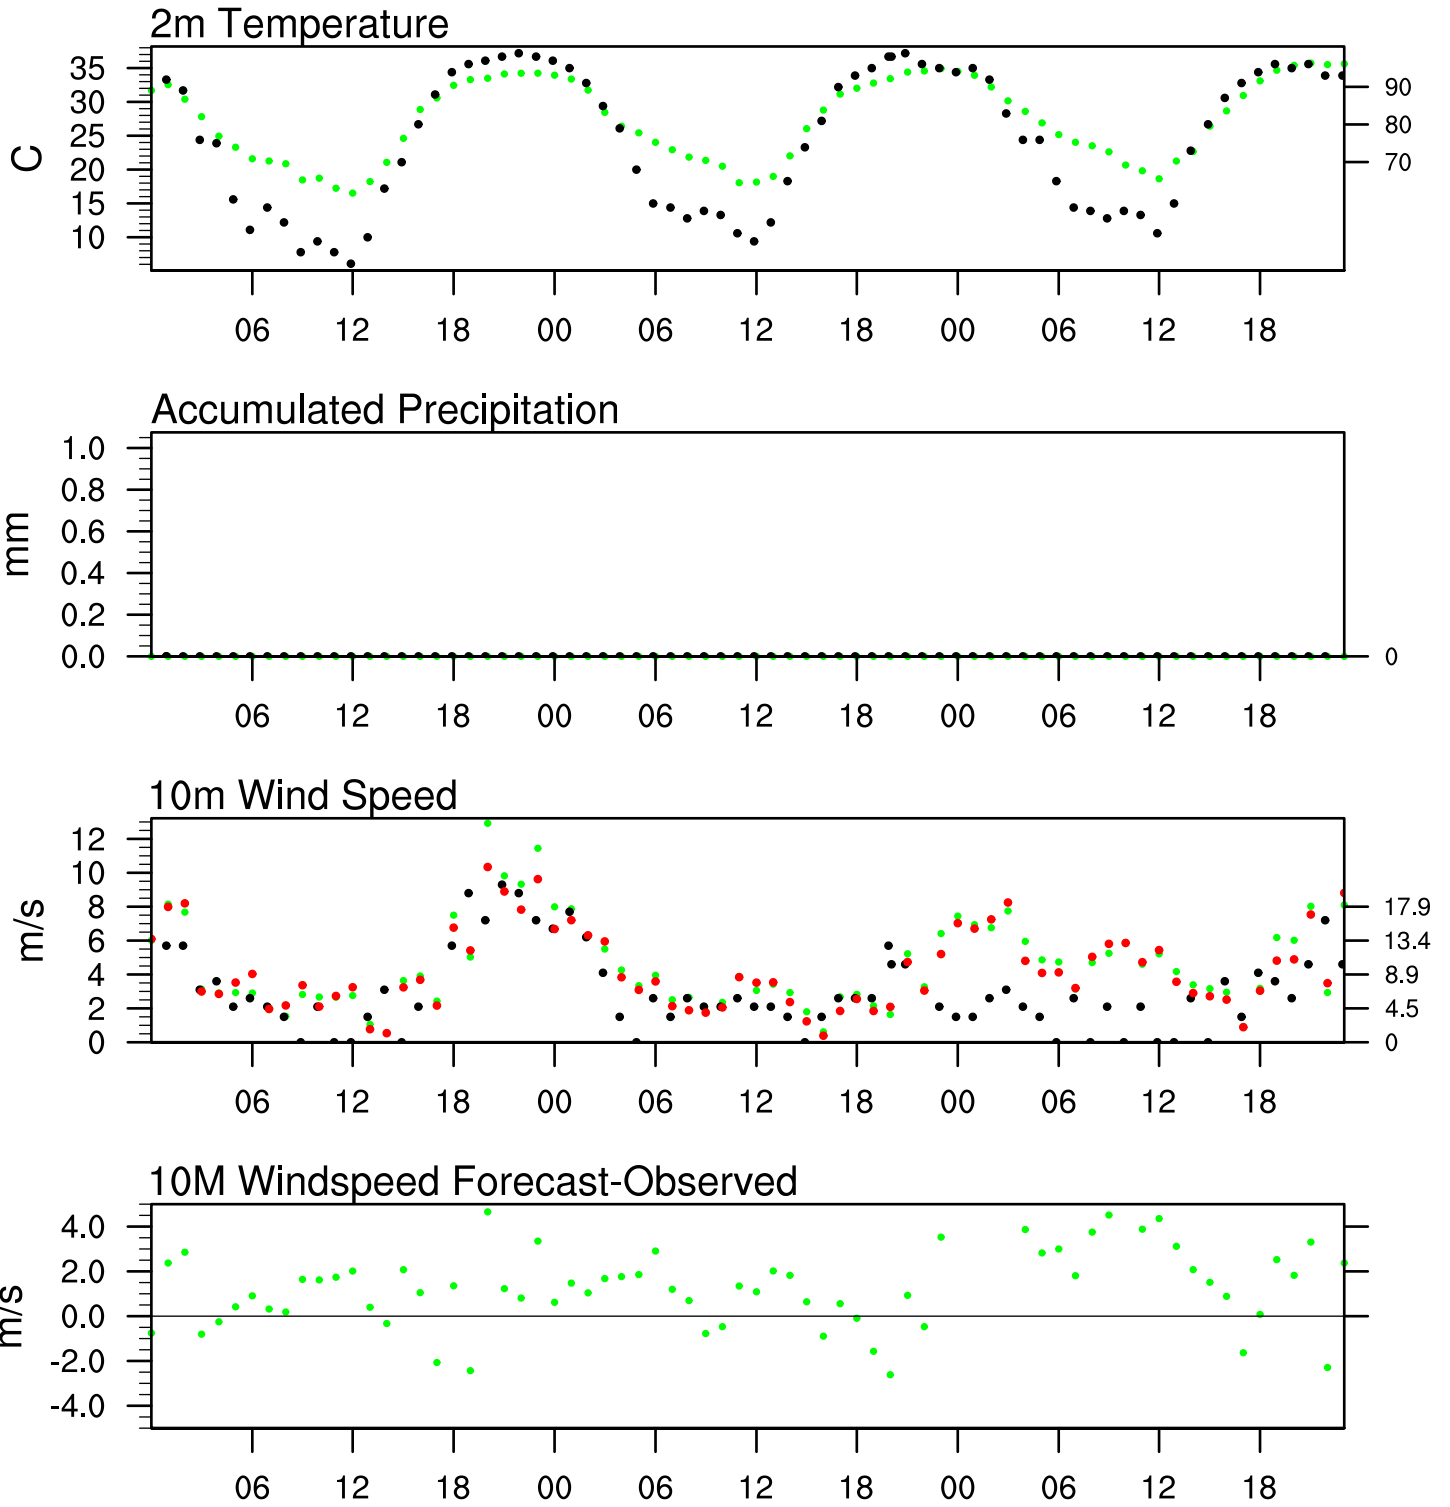 2m Temperature
C
35
30
25
20
15
10
90
80
70
06 12 18 00 06 12 18 00 06 12 18
Accumulated Precipitation
mm
1.0
0.8
0.6
0.4
0.2
0.0
0
06 12 18 00 06 12 18 00 06 12 18
10m Wind Speed
m/s
12
10
8
6
4
2
0
17.9
13.4
8.9
4.5
0
06 12 18 00 06 12 18 00 06 12 18
10M Windspeed Forecast-Observed
m/s
4.0
2.0
0.0
-2.0
-4.0
06 12 18 00 06 12 18 00 06 12 18